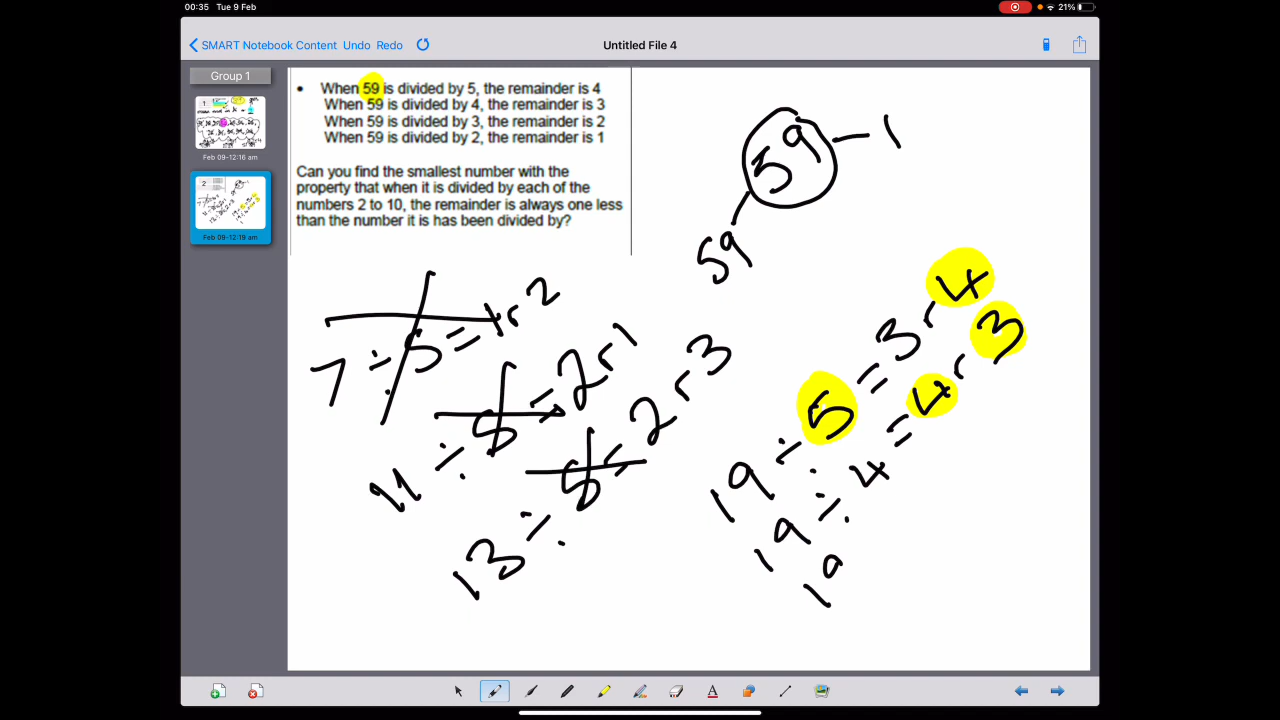 00:35 Tue 9 Feb
21%
SMART Notebook Content Undo Redo
Untitled File 4
Group 1
Feb 09-12:16 am
Feb 09-12:19 am
• When 59 is divided by 5, the remainder is 4
When 59 is divided by 4, the remainder is 3
When 59 is divided by 3, the remainder is 2
When 59 is divided by 2, the remainder is 1
Can you find the smallest number with the
property that when it is divided by each of the
numbers 2 to 10, the remainder is always one less
than the number it is has been divided by?
59 - 1
59
7 ÷ 5 = 1 r 2
11 ÷ 5 = 2 r 1
13 ÷ 5 = 2 r 3
19 ÷ 5 = 3 r 4
19 ÷ 4 = 4 r 3
19
A